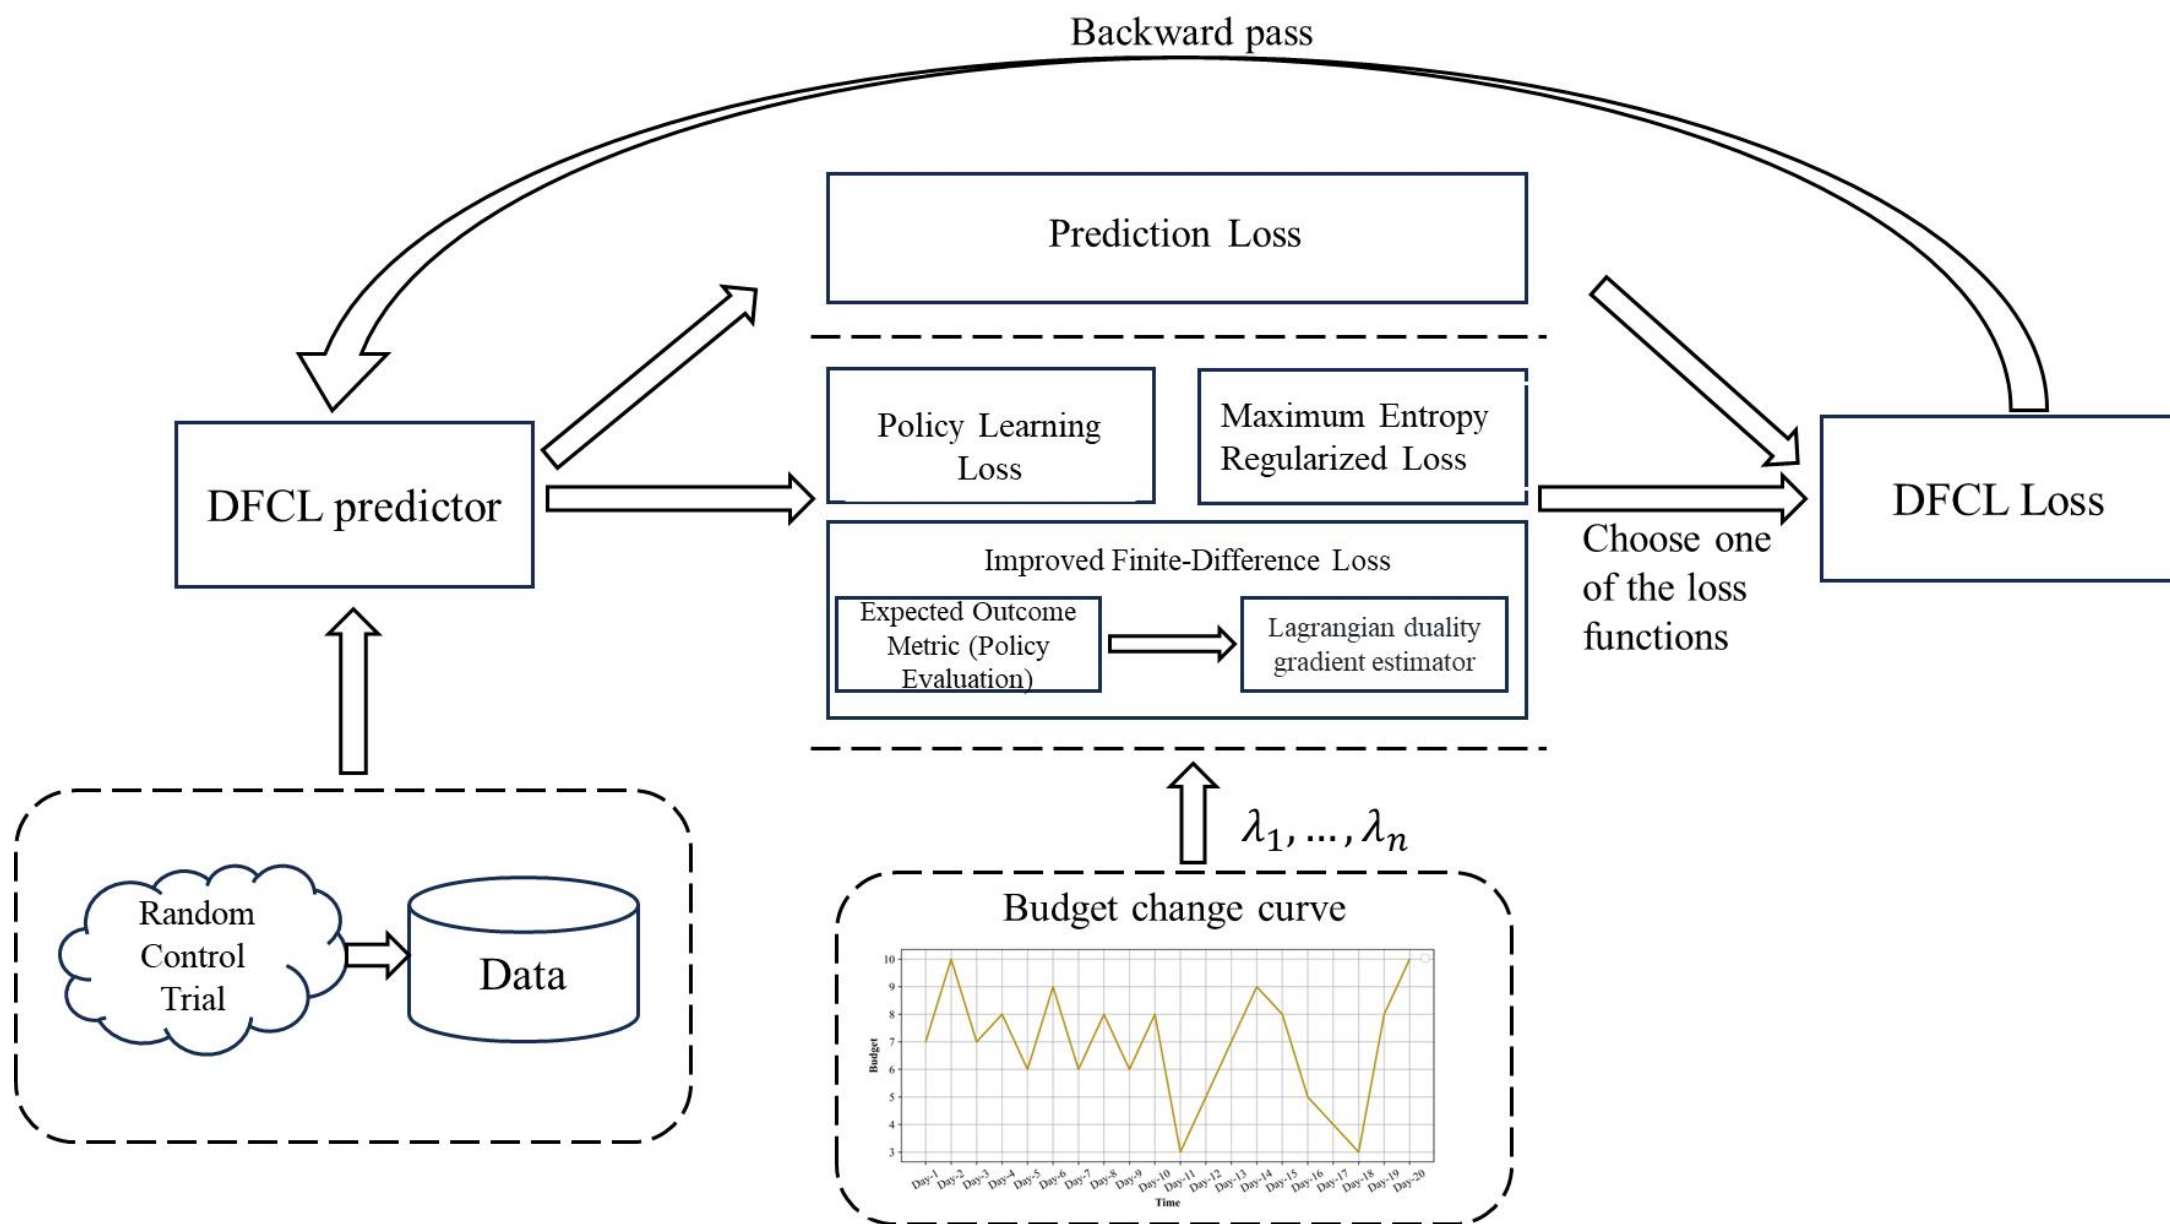 Backward pass
Prediction Loss
Policy Learning
Loss
Maximum Entropy
Regularized Loss
DFCL predictor
DFCL Loss
Improved Finite-Difference Loss
Expected Outcome
Metric (Policy
Evaluation)
Lagrangian duality
gradient estimator
Choose one
of the loss
functions
λ1, ..., λn
Random
Control
Trial
Data
Budget change curve
10
9
8
7
6
5
4
3
Budget
Day-1 Day-2 Day-3 Day-4 Day-5 Day-6 Day-7 Day-8 Day-9 Day-10 Day-11 Day-12 Day-13 Day-14 Day-15 Day-16 Day-17 Day-18 Day-19 Day-20
Time